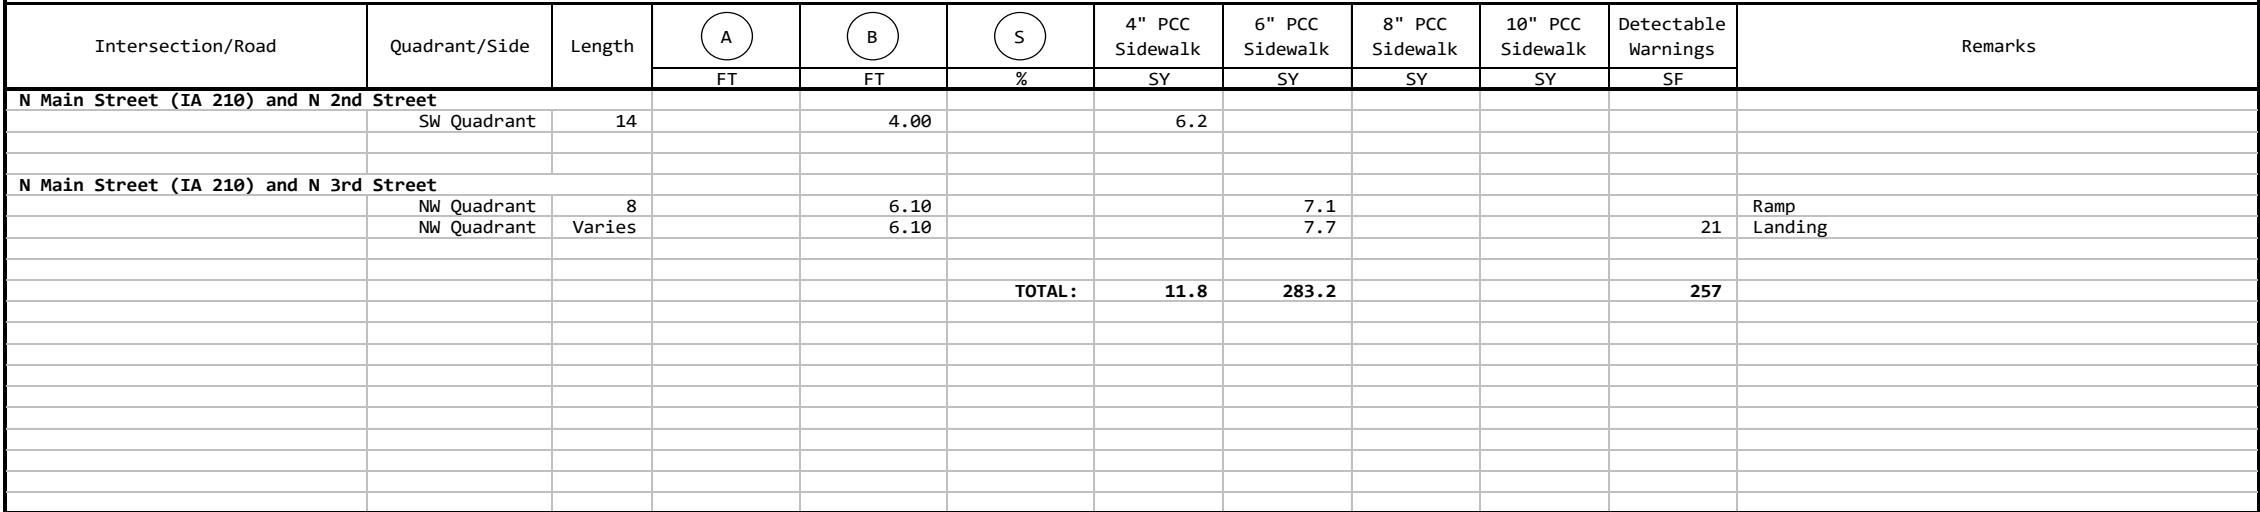 Intersection/Road Quadrant/Side Length A B S 4" PCC Sidewalk 6" PCC Sidewalk 8" PCC Sidewalk 10" PCC Sidewalk Detectable Warnings Remarks
FT FT % SY SY SY SY SF
N Main Street (IA 210) and N 2nd Street
SW Quadrant 14 4.00 6.2
N Main Street (IA 210) and N 3rd Street
NW Quadrant 8 6.10 7.1 Ramp
NW Quadrant Varies 6.10 7.7 21 Landing
TOTAL: 11.8 283.2 257